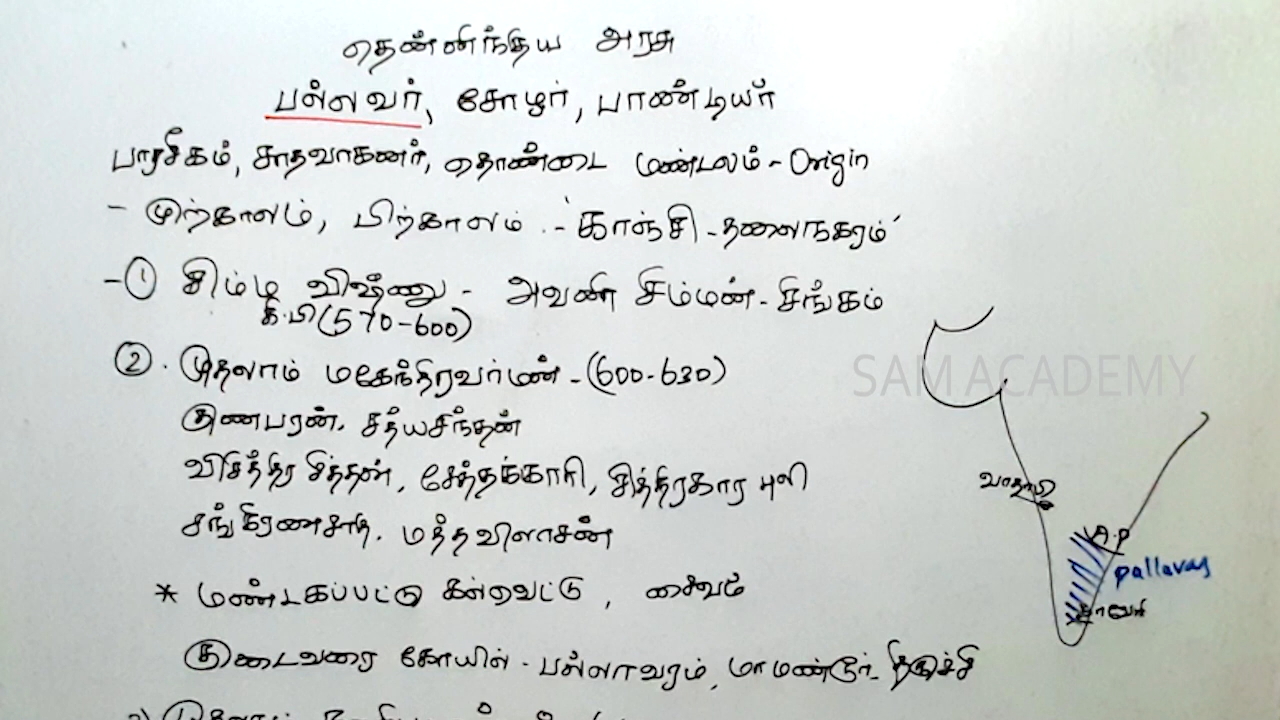 தென்னிந்திய அரசு
பல்லவர், சோழர், பாண்டியர்
பாரசீகம், சாதவாகனர், தொண்டை மண்டலம் - Origin
- முற்காலம், பிற்காலம் - 'காஞ்சி - தலைநகரம்'
- ① சிம்ம விஷ்ணு - அவனி சிம்மன் - சிங்கம்
கி.பி (570-600)
② . முதலாம் மகேந்திரவர்மண் - (600-630)
SAM ACADEMY
குணபரன். சத்யசந்தன்
விசித்திர சித்தன், சேத்தக்காரி, சித்திரகார புலி
வாதாபி
சங்கிரணசாதி. மத்தவிலாசன்
A.P
pallavas
* மண்டகப்பட்டு கல்வெட்டு, சைவம்
காவேரி
குடைவரை கோயில் - பல்லாவரம், மாமண்டூர். திருச்சி